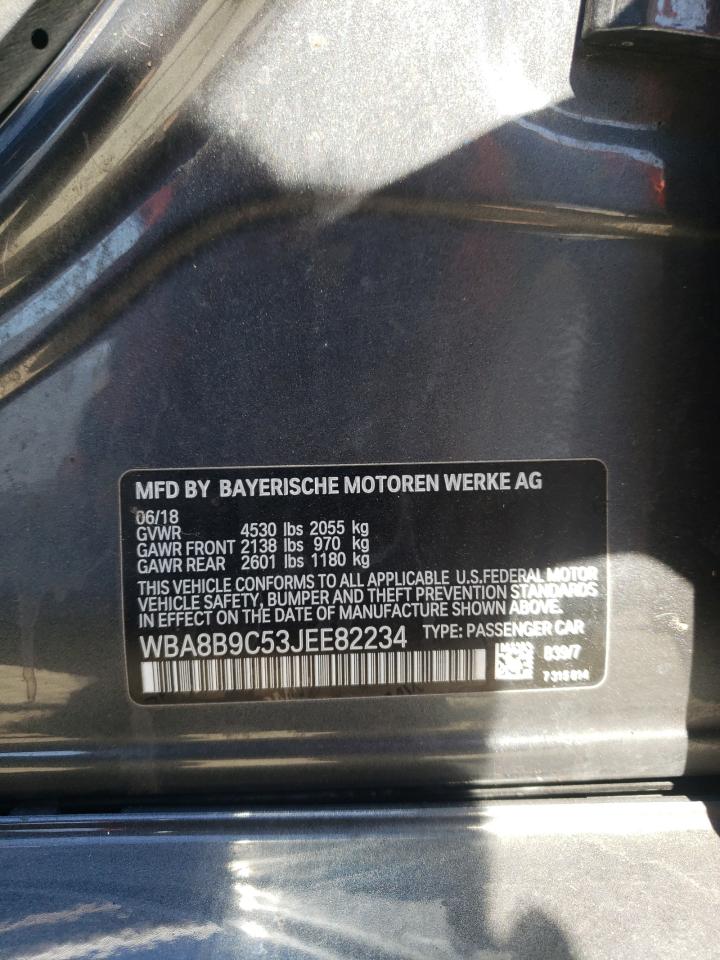 MFD BY BAYERISCHE MOTOREN WERKE AG
06/18
GVWR 4530 lbs 2055 kg
GAWR FRONT 2138 lbs 970 kg
GAWR REAR 2601 lbs 1180 kg
THIS VEHICLE CONFORMS TO ALL APPLICABLE U.S.FEDERAL MOTOR
VEHICLE SAFETY, BUMPER AND THEFT PREVENTION STANDARDS
IN EFFECT ON THE DATE OF MANUFACTURE SHOWN ABOVE.
WBA8B9C53JEE82234 TYPE: PASSENGER CAR
B39/7
7316814